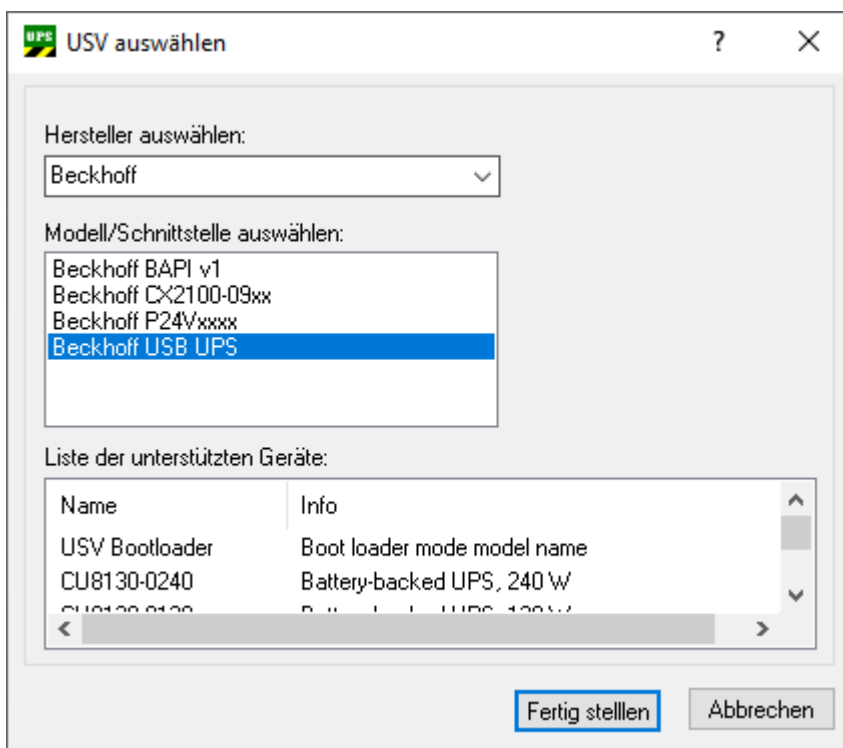 UPS USV auswählen ?
Hersteller auswählen:
Beckhoff
Modell/Schnittstelle auswählen:
Beckhoff BAPI v1
Beckhoff CX2100-09xx
Beckhoff P24Vxxxx
Beckhoff USB UPS
Liste der unterstützten Geräte:
Name Info
USV Bootloader Boot loader mode model name
CU8130-0240 Battery-backed UPS, 240 W
Fertig stelllen Abbrechen